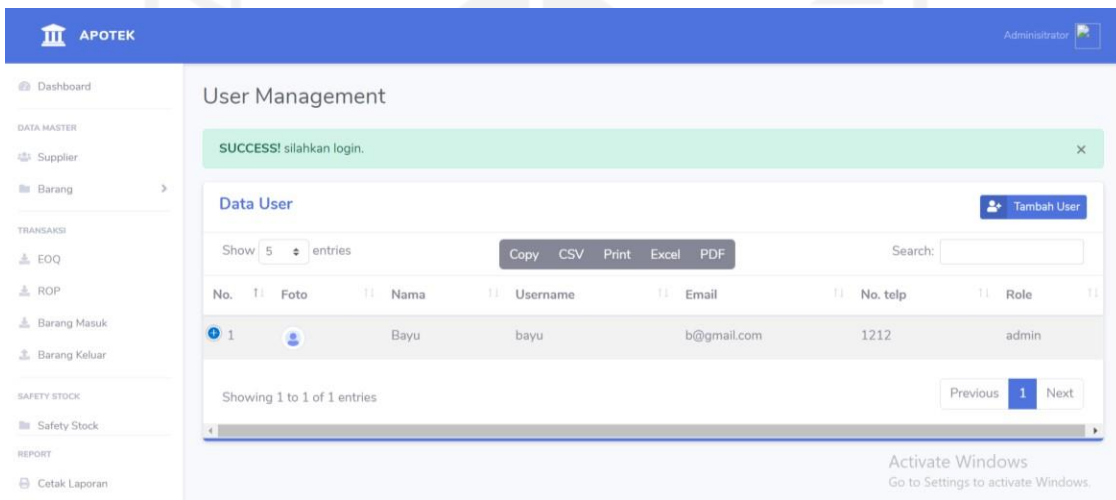 APOTEK
Adminisitrator
Dashboard
User Management
DATA MASTER
SUCCESS! silahkan login. ×
Supplier
Barang
Data User
Tambah User
TRANSAKSI
Show 5 entries
Copy CSV Print Excel PDF
Search:
EOQ
ROP
No. Foto Nama Username Email No. telp Role
Barang Masuk
1 Bayu bayu b@gmail.com 1212 admin
Barang Keluar
SAFETY STOCK
Showing 1 to 1 of 1 entries
Previous 1 Next
Safety Stock
REPORT
Cetak Laporan
Activate Windows
Go to Settings to activate Windows.